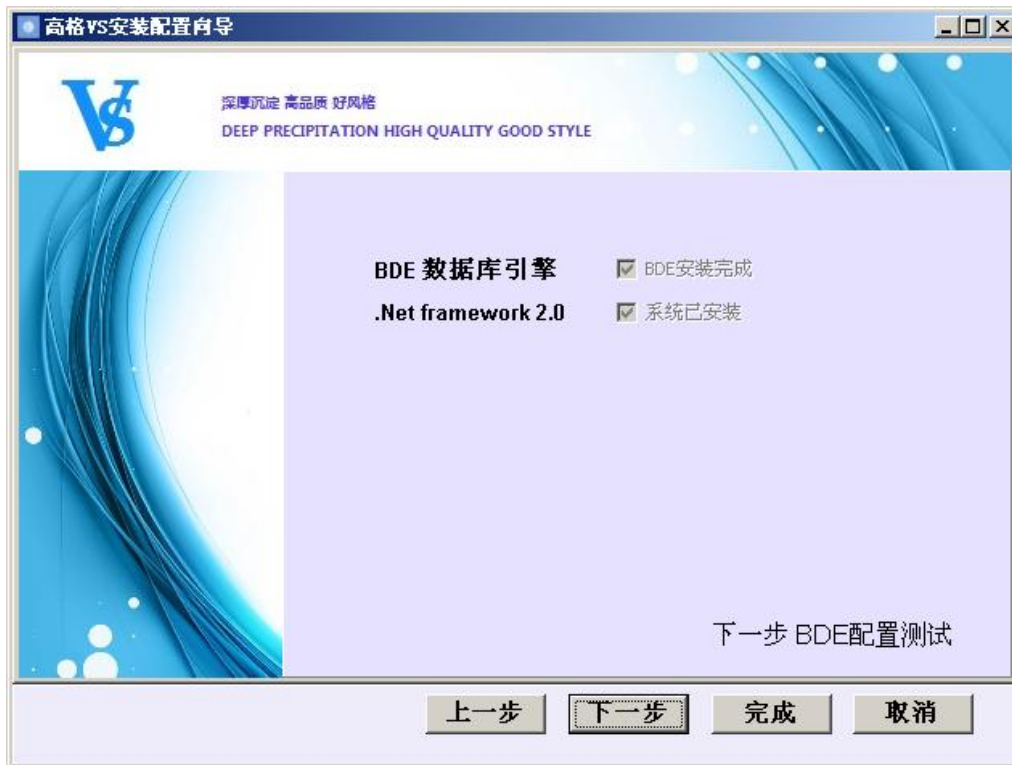 高格VS安装配置向导
VS
深厚沉淀 高品质 好风格
DEEP PRECIPITATION HIGH QUALITY GOOD STYLE
BDE 数据库引擎 BDE安装完成
.Net framework 2.0 系统已安装
下一步 BDE配置测试
上一步 下一步 完成 取消